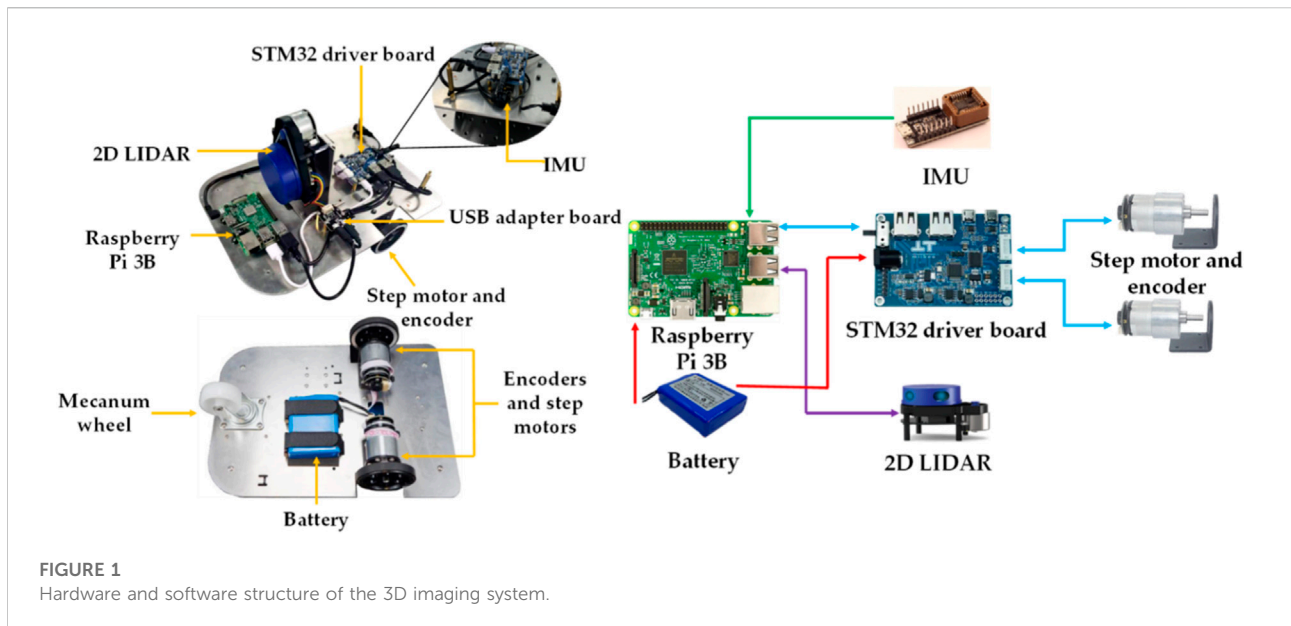 STM32 driver board
2D LIDAR
IMU
USB adapter board
Raspberry
Pi 3B
Step motor and
encoder
Mecanum
wheel
Encoders
and step
motors
Battery
IMU
Raspberry
Pi 3B
STM32 driver board
Step motor and
encoder
Battery
2D LIDAR
FIGURE 1
Hardware and software structure of the 3D imaging system.